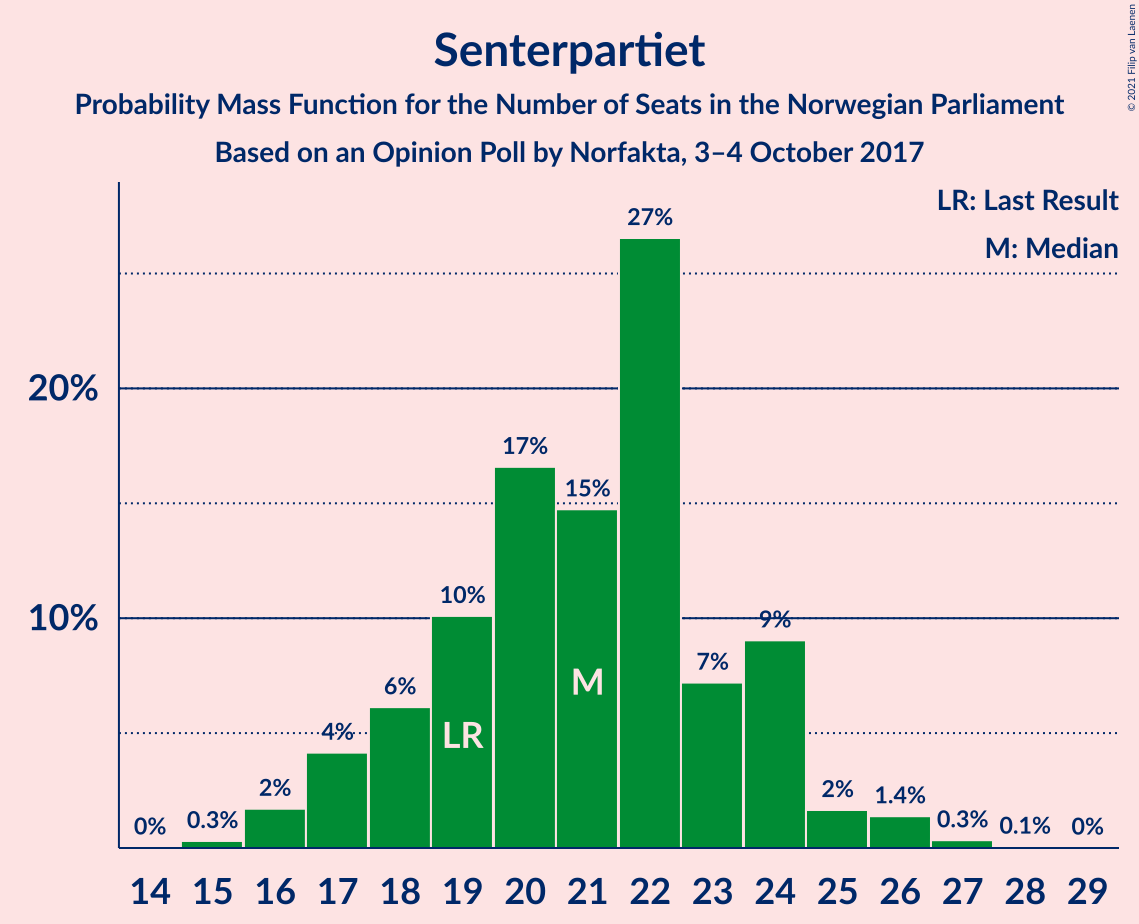 Senterpartiet
Probability Mass Function for the Number of Seats in the Norwegian Parliament
Based on an Opinion Poll by Norfakta, 3–4 October 2017
© 2021 Filip van Laenen
LR: Last Result
M: Median
20%
10%
0%
0.3%
2%
4%
6%
10%
17%
15%
27%
7%
9%
2%
1.4%
0.3%
0.1%
0%
LR
M
14 15 16 17 18 19 20 21 22 23 24 25 26 27 28 29